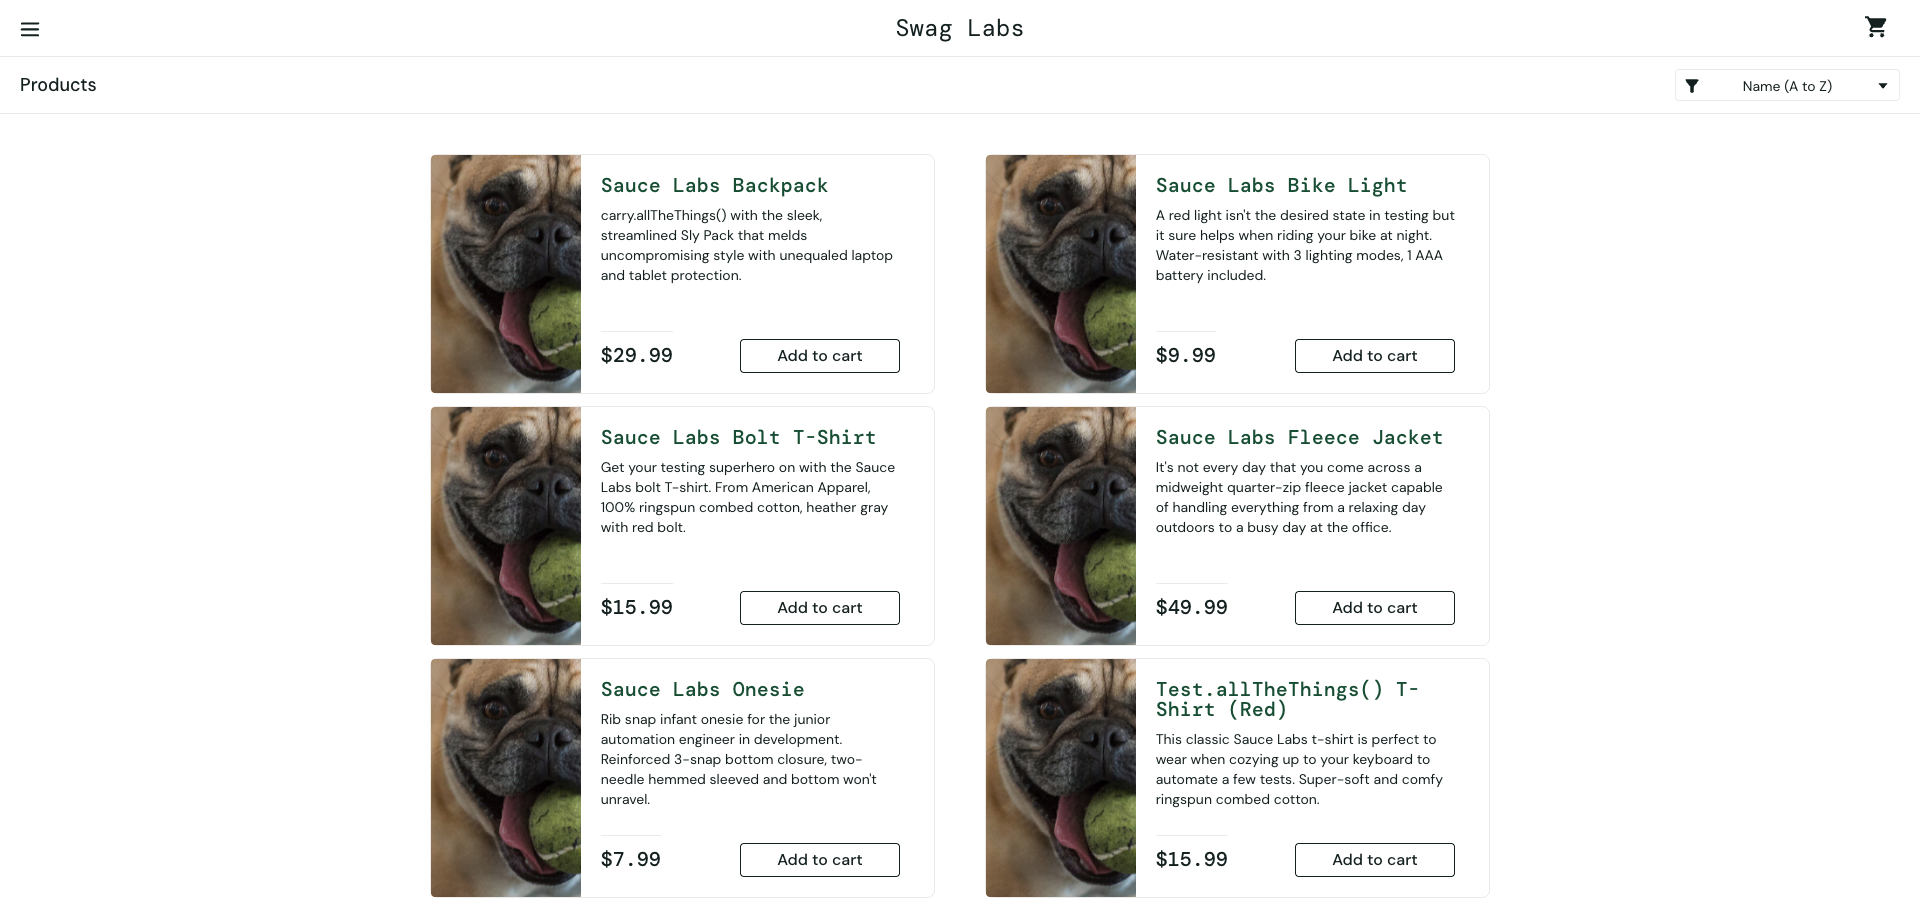 Swag Labs
Products
Name (A to Z)
Sauce Labs Backpack
carry.allTheThings() with the sleek,
streamlined Sly Pack that melds
uncompromising style with unequaled laptop
and tablet protection.
$29.99
Add to cart
Sauce Labs Bike Light
A red light isn't the desired state in testing but
it sure helps when riding your bike at night.
Water-resistant with 3 lighting modes, 1 AAA
battery included.
$9.99
Add to cart
Sauce Labs Bolt T-Shirt
Get your testing superhero on with the Sauce
Labs bolt T-shirt. From American Apparel,
100% ringspun combed cotton, heather gray
with red bolt.
$15.99
Add to cart
Sauce Labs Fleece Jacket
It's not every day that you come across a
midweight quarter-zip fleece jacket capable
of handling everything from a relaxing day
outdoors to a busy day at the office.
$49.99
Add to cart
Sauce Labs Onesie
Rib snap infant onesie for the junior
automation engineer in development.
Reinforced 3-snap bottom closure, two-
needle hemmed sleeved and bottom won't
unravel.
$7.99
Add to cart
Test.allTheThings() T-
Shirt (Red)
This classic Sauce Labs t-shirt is perfect to
wear when cozying up to your keyboard to
automate a few tests. Super-soft and comfy
ringspun combed cotton.
$15.99
Add to cart